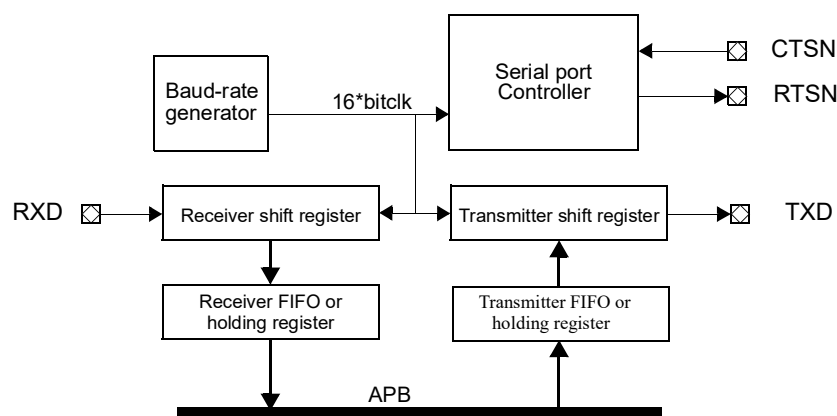 CTSN
Serial port
Controller
Baud-rate
generator
16*bitclk
RTSN
RXD
Receiver shift register
Transmitter shift register
TXD
Receiver FIFO or
holding register
Transmitter FIFO or
holding register
APB